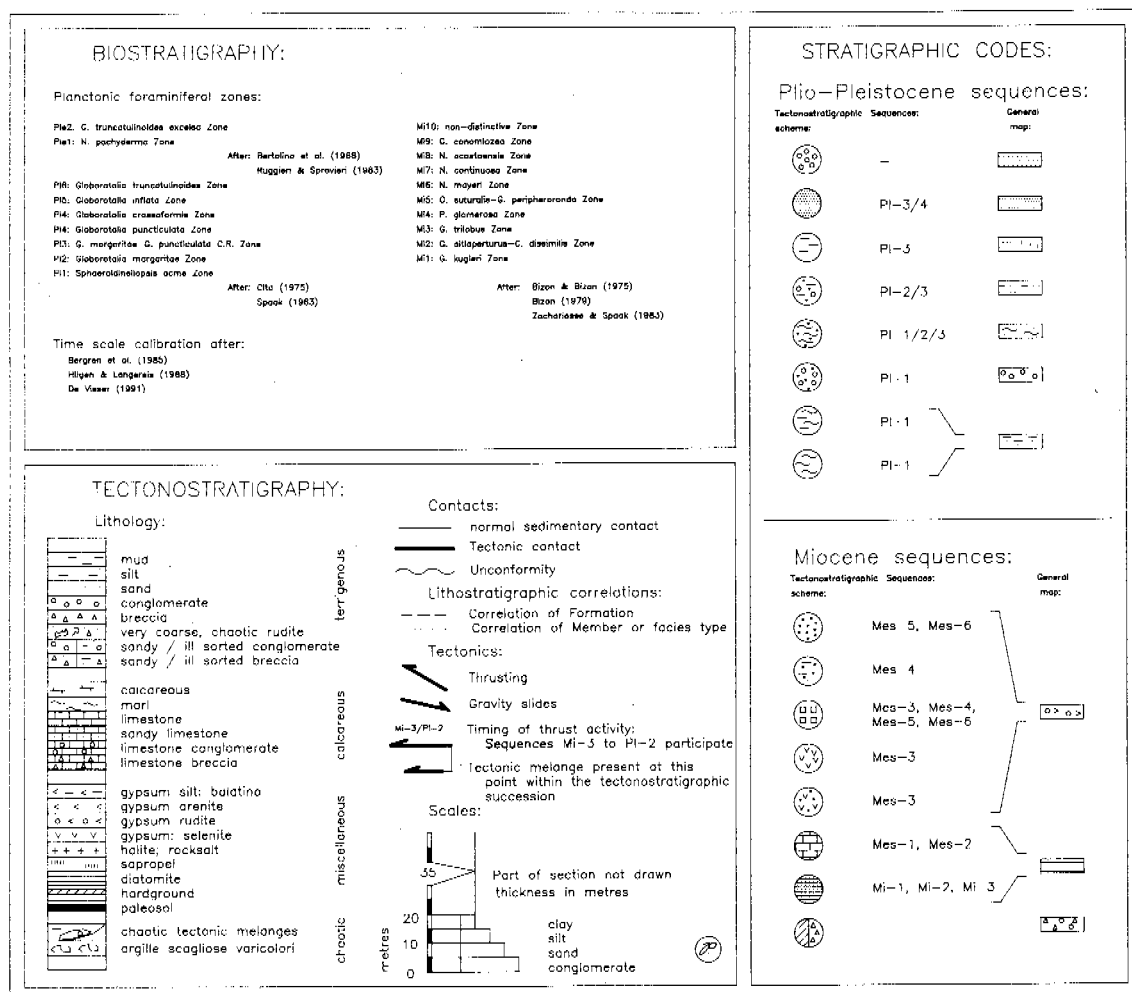 BIOSTRATIGRAPHY:
Planctonic foraminiferal zones:
Ple2. G. truncatulinoides excelsa Zone
Ple1: N. pachyderma Zone
After: Bertolino et al. (1968)
Ruggieri & Sprovieri (1983)
Pl6: Globorotalia truncatulinoides Zone
Pl5: Globorotalia inflata Zone
Pl4: Globorotalia crassaformis Zone
Pl4: Globorotalia puncticulata Zone
Pl3: G. margaritae G. puncticulata C.R. Zone
Pl2: Globorotalia margaritae Zone
Pl1: Sphaeroidinellopsis acme Zone
After: Cita (1975)
Spaak (1983)
Mi10: non-distinctive Zone
Mi9: G. conomiozea Zone
Mi8: N. acostaensis Zone
Mi7: N. continuosa Zone
Mi6: N. mayeri Zone
Mi5: O. suturalis-G. peripheroronda Zone
Mi4: P. glomerosa Zone
Mi3: G. trilobus Zone
Mi2: G. altiaperturus-C. dissimilis Zone
Mi1: G. kugleri Zone
After: Bizon & Bizon (1975)
Bizon (1979)
Zachariasse & Spaak (1983)
Time scale calibration after:
Bergren et al. (1985)
Hilgen & Langereis (1988)
De Visser (1991)
TECTONOSTRATIGRAPHY:
Lithology:
mud
silt
sand
conglomerate
breccia
very coarse, chaotic rudite
sandy / ill sorted conglomerate
sandy / ill sorted breccia
terrigenous
calcareous
marl
limestone
sandy limestone
limestone conglomerate
limestone breccia
calcareous
gypsum silt: balatino
gypsum arenite
gypsum rudite
gypsum: selenite
halite; rocksalt
sapropel
diatomite
hardground
paleosol
miscellaneous
chaotic tectonic melanges
argille scagliose varicolori
chaotic
Contacts:
normal sedimentary contact
Tectonic contact
Unconformity
Lithostratigraphic correlations:
Correlation of Formation
Correlation of Member or facies type
Tectonics:
Thrusting
Gravity slides
Mi-3/Pl-2 Timing of thrust activity:
Sequences Mi-3 to Pl-2 participate
Tectonic melange present at this
point within the tectonostratigraphic
succession
Scales:
35
Part of section not drawn
thickness in metres
20
10
0
metres
clay
silt
sand
conglomerate
STRATIGRAPHIC CODES:
Plio-Pleistocene sequences:
Tectonostratigraphic Sequences: General
scheme: map:
-
Pl-3/4
Pl-3
Pl-2/3
Pl 1/2/3
Pl-1
Pl-1
Pl-1
Miocene sequences:
Tectonostratigraphic Sequences: General
scheme: map:
Mes 5, Mes-6
Mes 4
Mes-3, Mes-4,
Mes-5, Mes-6
Mes-3
Mes-3
Mes-1, Mes-2
Mi-1, Mi-2, Mi 3